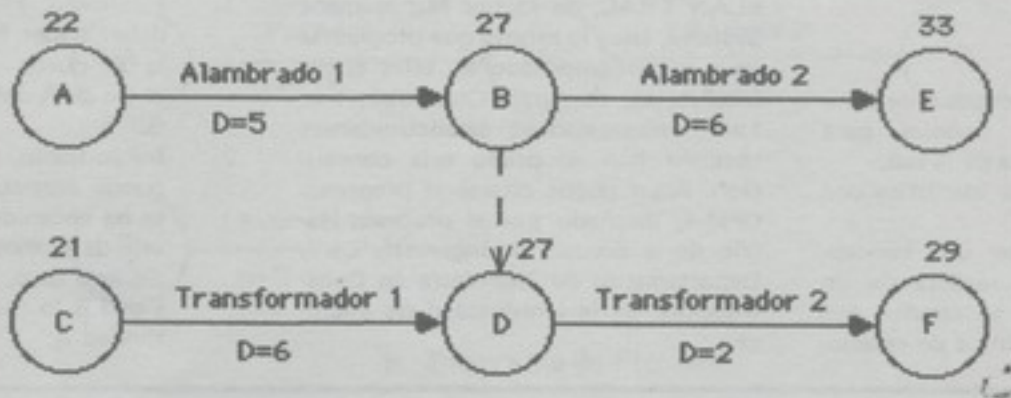 22 27 33
A Alambrado 1 B Alambrado 2 E
D=5 D=6
21 27 29
C Transformador 1 D Transformador 2 F
D=6 D=2